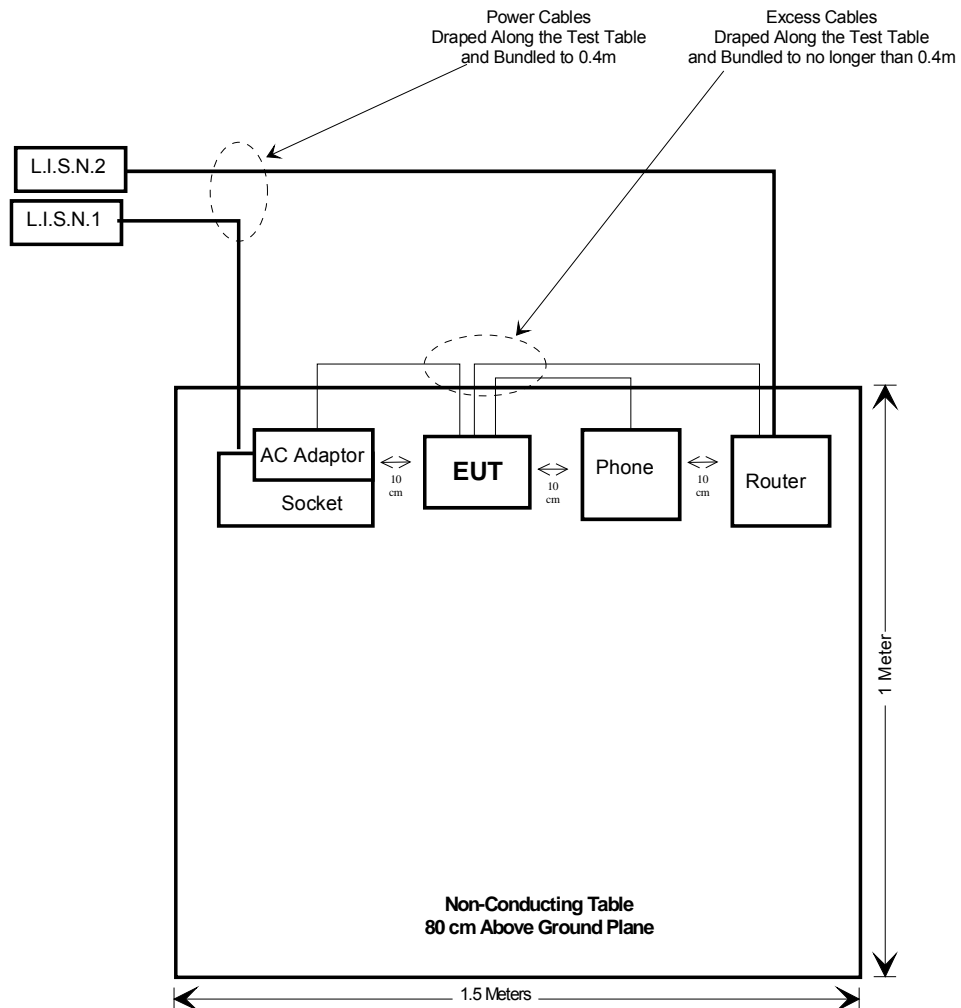 Power Cables
Draped Along the Test Table
and Bundled to 0.4m
Excess Cables
Draped Along the Test Table
and Bundled to no longer than 0.4m
L.I.S.N.2
L.I.S.N.1
AC Adaptor
Socket
10
cm
EUT
10
cm
Phone
10
cm
Router
1 Meter
Non-Conducting Table
80 cm Above Ground Plane
1.5 Meters